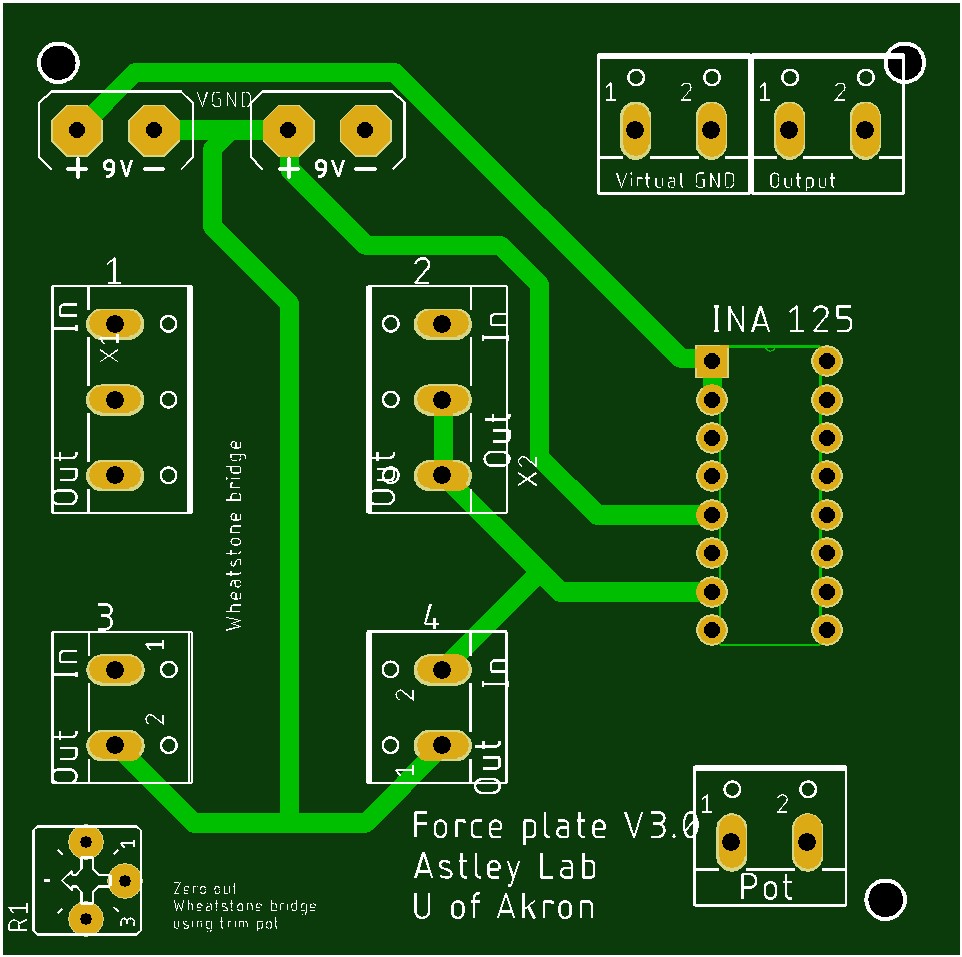 VGND
1 2 1 2
+ 9V − + 9V −
Virtual GND Output
1 2
In In
X1
INA 125
Out Out Out
X2
Wheatstone bridge
3 4
In 1 In
2
Out 2 1 Out
1 2
Force plate V3.0
Astley Lab
U of Akron
Pot
R1 1 3
Zero out
Wheatstone bridge
using trim pot